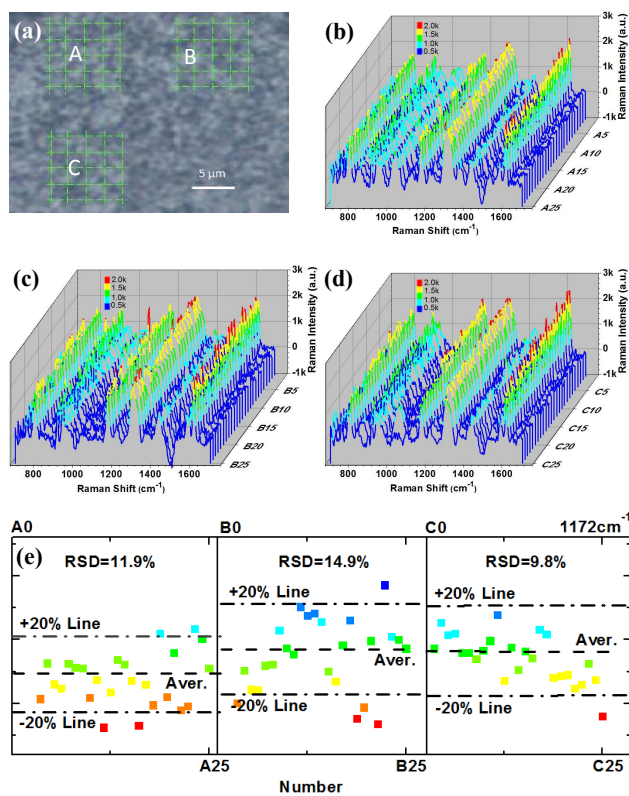 (a)
A
B
C
5 µm
(b)
2.0k
1.5k
1.0k
0.5k
3k
2k
1k
0
-1k
Raman Intensity (a.u.)
A5
A10
A15
A20
A25
800 1000 1200 1400 1600
Raman Shift (cm-1)
(c)
2.0k
1.5k
1.0k
0.5k
3k
2k
1k
0
-1k
Raman Intensity (a.u.)
B5
B10
B15
B20
B25
800 1000 1200 1400 1600
Raman Shift (cm-1)
(d)
2.0k
1.5k
1.0k
0.5k
3k
2k
1k
0
-1k
Raman Intensity (a.u.)
C5
C10
C15
C20
C25
800 1000 1200 1400 1600
Raman Shift (cm-1)
A0 B0 C0 1172cm-1
(e) RSD=11.9% RSD=14.9% RSD=9.8%
+20% Line +20% Line +20% Line
Aver. Aver. Aver.
-20% Line -20% Line -20% Line
A25 B25 C25
Number